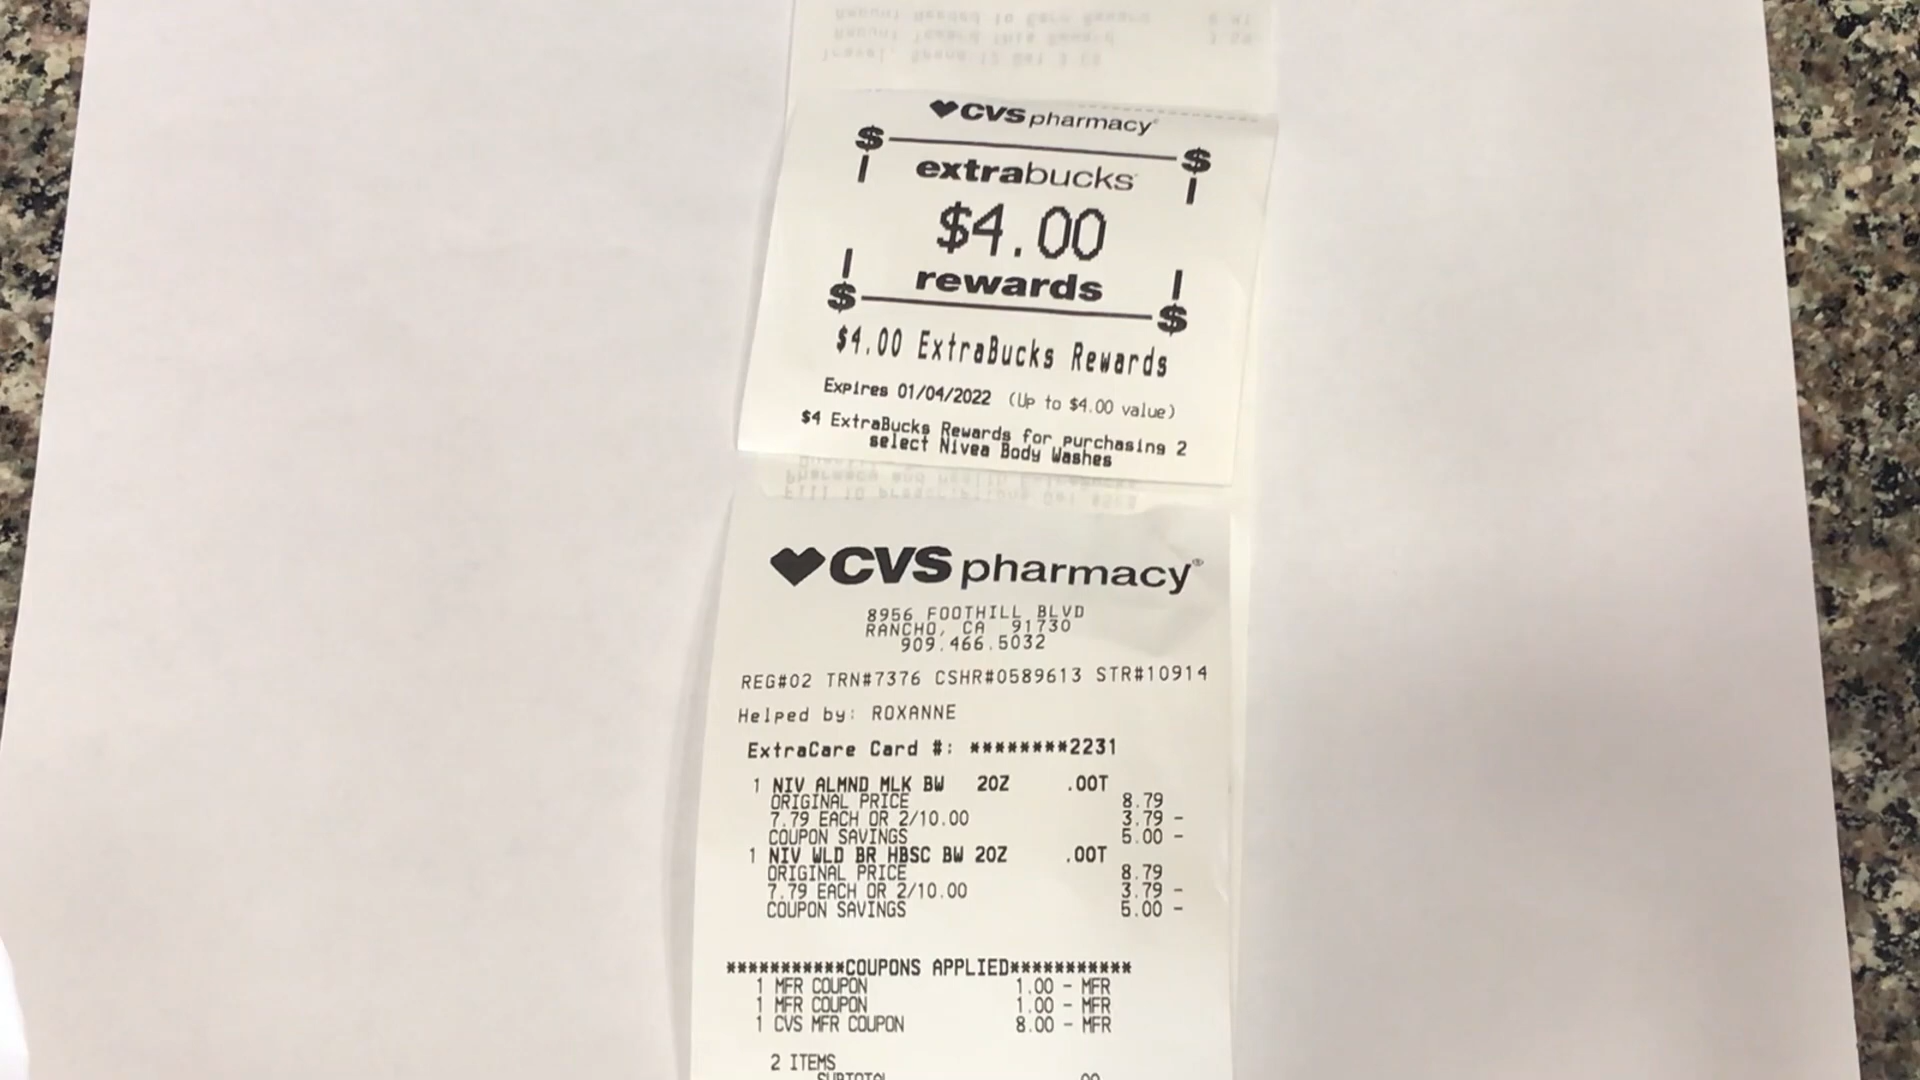 CVS pharmacy
$ $
extrabucks
$4.00
rewards
$ $
$4.00 ExtraBucks Rewards
Expires 01/04/2022 (Up to $4.00 value)
$4 ExtraBucks Rewards for purchasing 2
select Nivea Body Washes
CVS pharmacy®
8956 FOOTHILL BLVD
RANCHO, CA 91730
909.466.5032
REG#02 TRN#7376 CSHR#0589613 STR#10914
Helped by: ROXANNE
ExtraCare Card #: ********2231
1 NIV ALMND MLK BW 20Z .00T
ORIGINAL PRICE 8.79
7.79 EACH OR 2/10.00 3.79 -
COUPON SAVINGS 5.00 -
1 NIV WLD BR HBSC BW 20Z .00T
ORIGINAL PRICE 8.79
7.79 EACH OR 2/10.00 3.79 -
COUPON SAVINGS 5.00 -
***********COUPONS APPLIED***********
1 MFR COUPON 1.00 - MFR
1 MFR COUPON 1.00 - MFR
1 CVS MFR COUPON 8.00 - MFR
2 ITEMS
SUBTOTAL .00